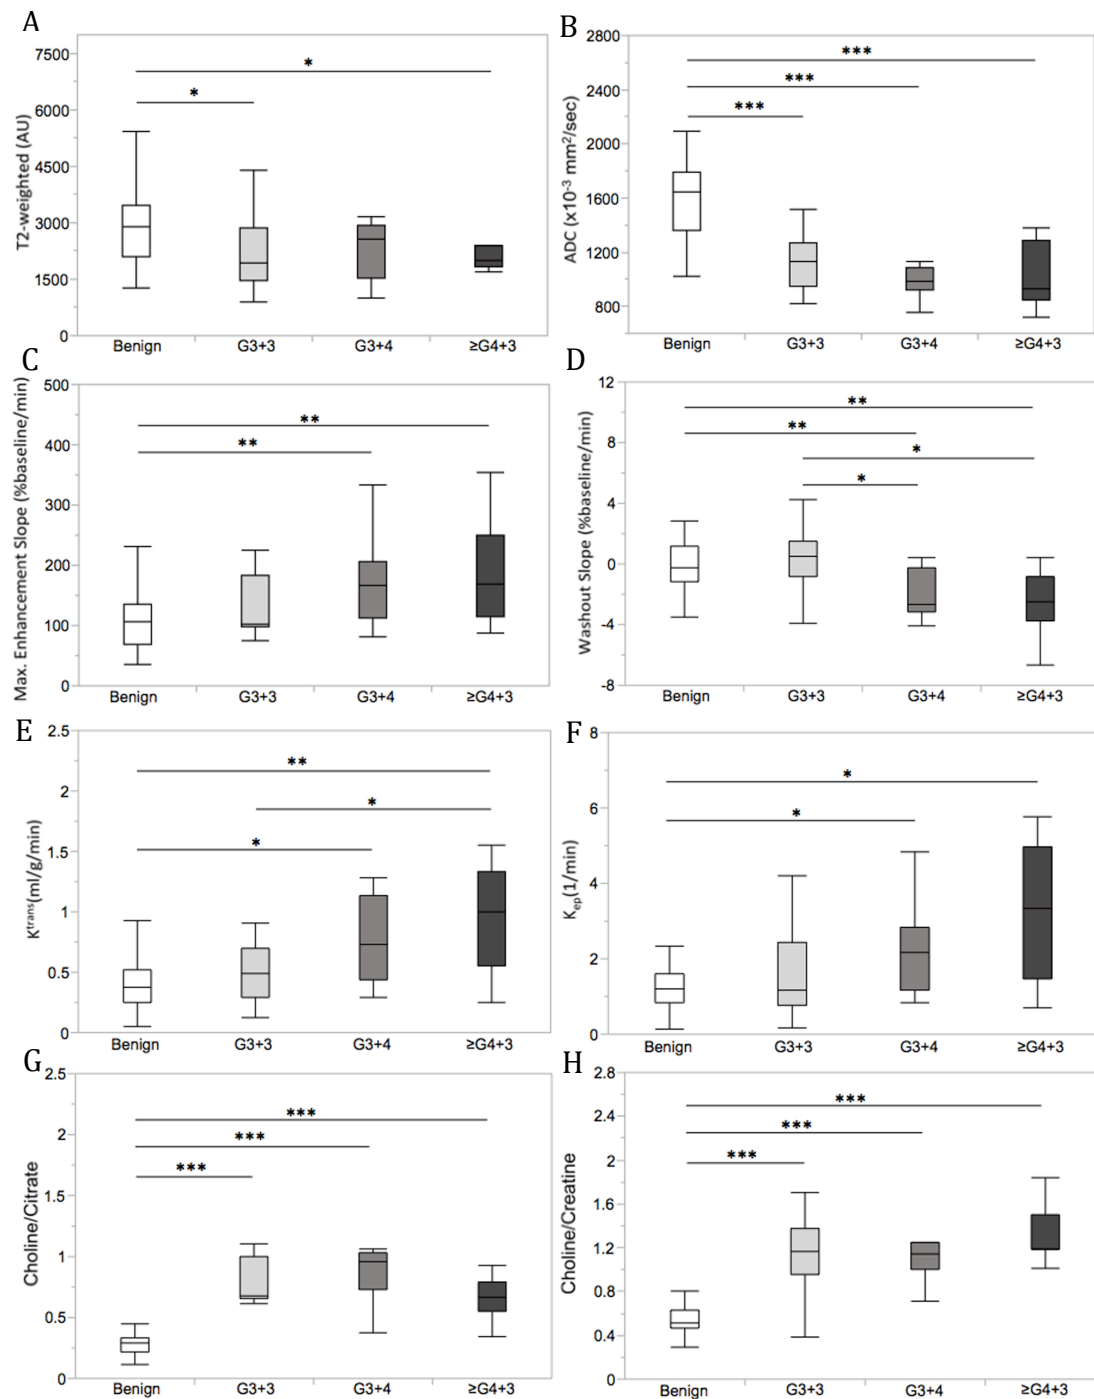 A
T2-weighted (AU)
7500
6000
4500
3000
1500
0
*
*
Benign G3+3 G3+4 ≥G4+3
B
ADC (x10⁻³ mm²/sec)
2800
2400
2000
1600
1200
800
***
***
***
Benign G3+3 G3+4 ≥G4+3
C
Max. Enhancement Slope (%baseline/min)
500
400
300
200
100
0
**
**
Benign G3+3 G3+4 ≥G4+3
D
Washout Slope (%baseline/min)
12
8
4
0
-4
-8
**
**
*
*
Benign G3+3 G3+4 ≥G4+3
E
Kᵗʳᵃⁿˢ(ml/g/min)
2.5
2
1.5
1
0.5
0
**
*
*
Benign G3+3 G3+4 ≥G4+3
F
Kₑₚ(1/min)
8
6
4
2
0
*
*
Benign G3+3 G3+4 ≥G4+3
G
Choline/Citrate
2.5
2
1.5
1
0.5
0
***
***
***
Benign G3+3 G3+4 ≥G4+3
H
Choline/Creatine
2.8
2.4
2
1.6
1.2
0.8
0.4
0
***
***
***
Benign G3+3 G3+4 ≥G4+3